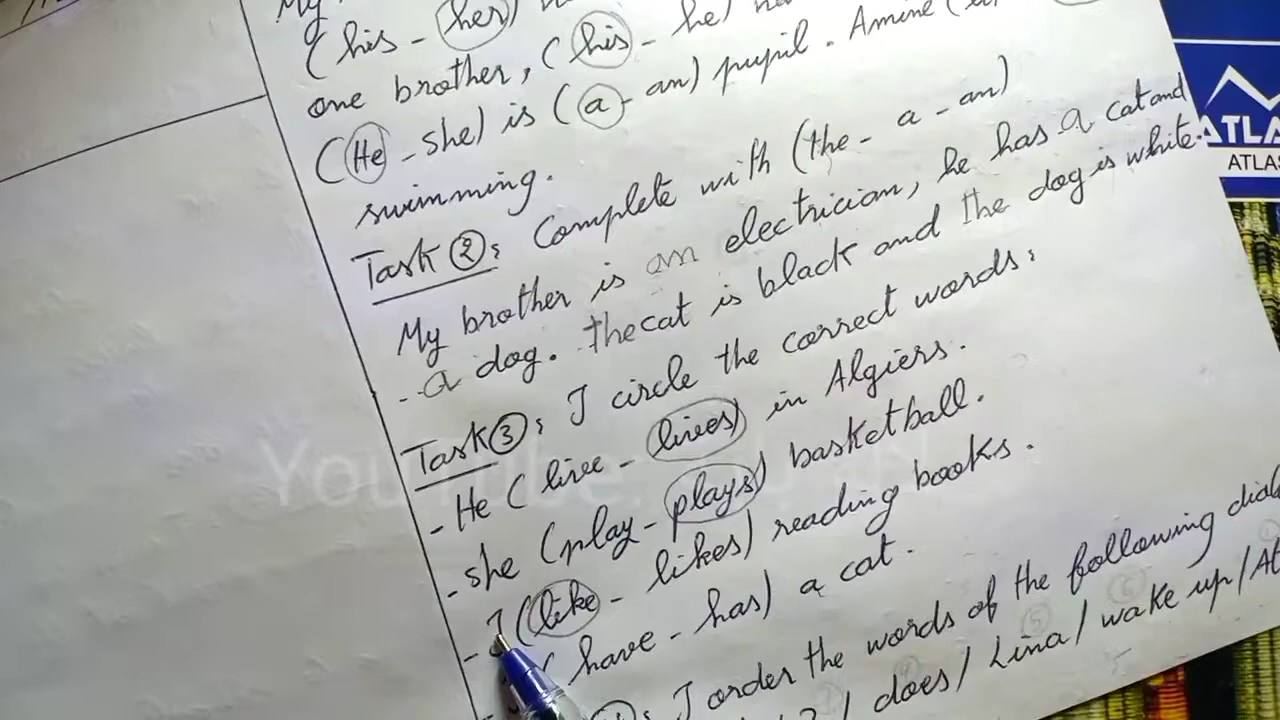 My
(his - her)
one brother, (his - he)
(He - she) is (a - an) pupil. Amine
swimming.
Task 2: Complete with (the - a - an)
My brother is an electrician, he has a cat and
a dog. the cat is black and the dog is white.
Task 3: I circle the correct words:
- He (live - lives) in Algiers.
- she (play - plays) basketball.
- I (like - likes) reading books.
(have - has) a cat.
I order the words of the following
does / Lina / wake up /
ATLA
ATLAS
YouTube